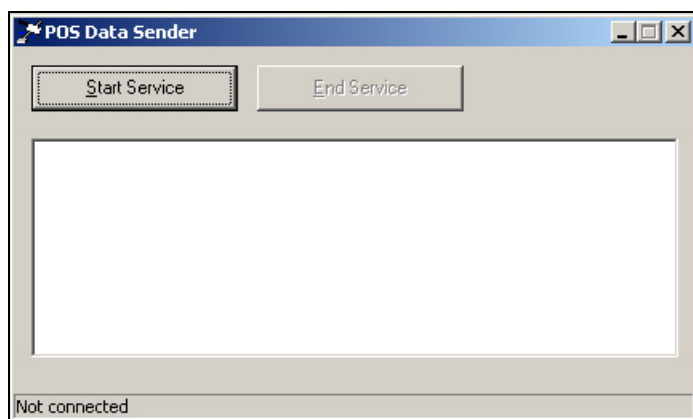 POS Data Sender
Start Service End Service
Not connected